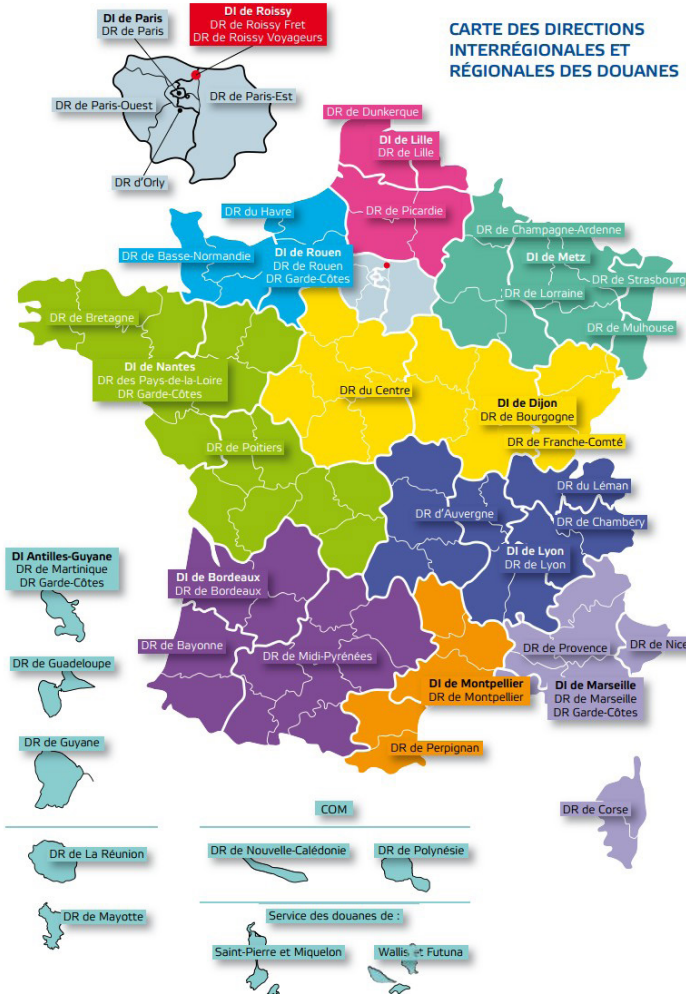 CARTE DES DIRECTIONS
INTERRÉGIONALES ET
RÉGIONALES DES DOUANES
DI de Paris
DR de Paris
DI de Roissy
DR de Roissy Fret
DR de Roissy Voyageurs
DR de Paris-Ouest
DR de Paris-Est
DR d'Orly
DR de Dunkerque
DI de Lille
DR de Lille
DR de Picardie
DR du Havre
DR de Basse-Normandie
DI de Rouen
DR de Rouen
DR Garde-Côtes
DR de Champagne-Ardenne
DI de Metz
DR de Strasbourg
DR de Lorraine
DR de Mulhouse
DR de Bretagne
DI de Nantes
DR des Pays-de-la-Loire
DR Garde-Côtes
DR de Poitiers
DR du Centre
DI de Dijon
DR de Bourgogne
DR de Franche-Comté
DR du Léman
DR d'Auvergne
DR de Chambéry
DI de Lyon
DR de Lyon
DI Antilles-Guyane
DR de Martinique
DR Garde-Côtes
DI de Bordeaux
DR de Bordeaux
DR de Bayonne
DR de Midi-Pyrénées
DR de Provence
DR de Nice
DR de Guadeloupe
DI de Montpellier
DR de Montpellier
DI de Marseille
DR de Marseille
DR Garde-Côtes
DR de Guyane
DR de Perpignan
DR de Corse
COM
DR de La Réunion
DR de Nouvelle-Calédonie
DR de Polynésie
DR de Mayotte
Service des douanes de :
Saint-Pierre et Miquelon
Wallis et Futuna